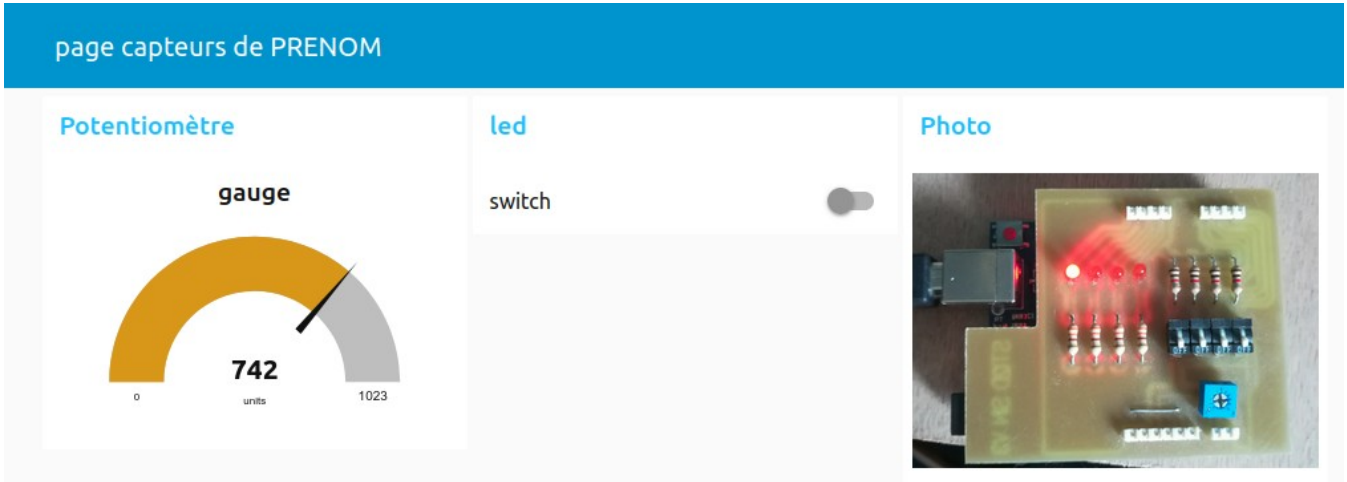 page capteurs de PRENOM
Potentiomètre
gauge
742
0
units
1023
led
switch
Photo